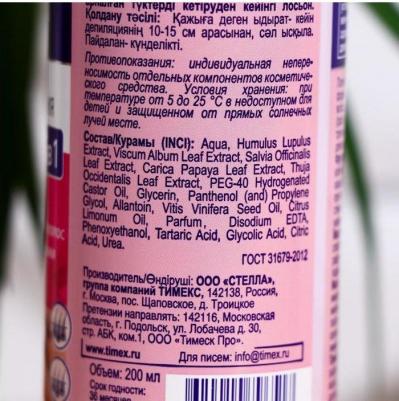 түктерді кетіруден кейінгі лосьон.
Қолдану тәсілі: Қажыға деген ыдырат- кейін
депиляцияның 10-15 см арасынан, сәл ысқыла.
Пайдалан- күнделікті.
Противопоказания: индивидуальная непере-
носимость отдельных компонентов косметиче-
ского средства. Условия хранения: при
температуре от 5 до 25 °С в недоступном для
детей и защищенном от прямых солнечных
лучей месте.
Состав/Курамы (INCI): Aqua, Humulus Lupulus
Extract, Viscum Album Leaf Extract, Salvia Officinalis
Leaf Extract, Carica Papaya Leaf Extract, Thuja
Occidentalis Leaf Extract, PEG-40 Hydrogenated
Castor Oil, Glycerin, Panthenol (and) Propylene
Glycol, Allantoin, Vitis Vinifera Seed Oil, Citrus
Limonum Oil, Parfum, Disodium EDTA,
Phenoxyethanol, Tartaric Acid, Glycolic Acid, Citric
Acid, Urea.
ГОСТ 31679-2012
Производитель/Өндіруші: ООО «СТЕЛЛА»,
группа компаний ТИМЕКС, 142138, Россия,
г. Москва, пос. Щаповское, д. Троицкое
Претензии направлять: 142116, Московская
область, г. Подольск, ул. Лобачева д. 30,
стр. АБК, ком.1, ООО «Тимеск Про».
www.timex.ru
Для писем: info@timex.ru
Объем: 200 мл
Срок годности:
36 месяцев